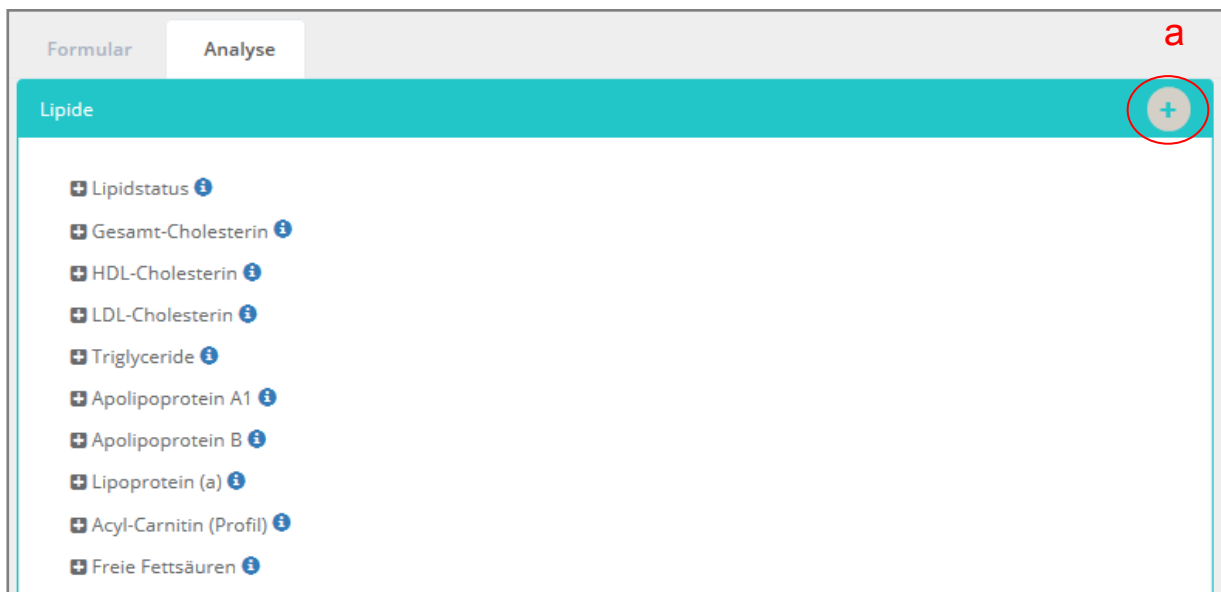 Formular Analyse
a
Lipide
Lipidstatus
Gesamt-Cholesterin
HDL-Cholesterin
LDL-Cholesterin
Triglyceride
Apolipoprotein A1
Apolipoprotein B
Lipoprotein (a)
Acyl-Carnitin (Profil)
Freie Fettsäuren